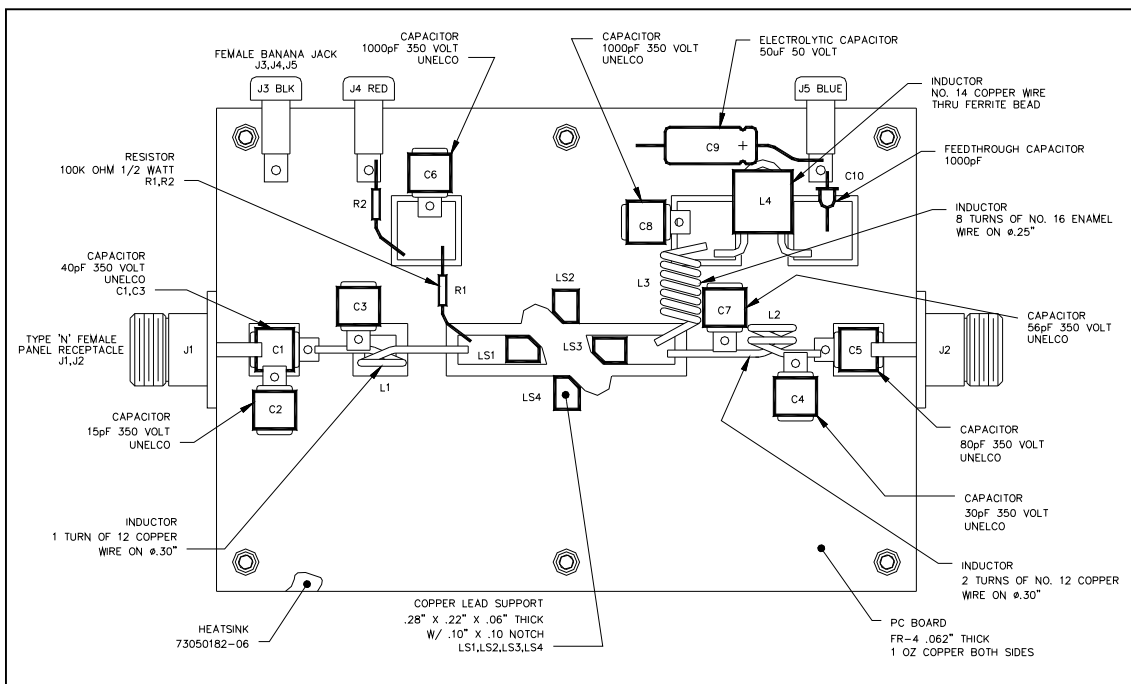 CAPACITOR
1000pF 350 VOLT
UNELCO
CAPACITOR
1000pF 350 VOLT
UNELCO
ELECTROLYTIC CAPACITOR
50uF 50 VOLT
FEMALE BANANA JACK
J3,J4,J5
INDUCTOR
NO. 14 COPPER WIRE
THRU FERRITE BEAD
J3 BLK
J4 RED
J5 BLUE
RESISTOR
100K OHM 1/2 WATT
R1,R2
FEEDTHROUGH CAPACITOR
1000pF
C9
+
C6
C10
R2
L4
C8
INDUCTOR
8 TURNS OF NO. 16 ENAMEL
WIRE ON ø.25"
CAPACITOR
40pF 350 VOLT
UNELCO
C1,C3
LS2
L3
R1
C3
C7
L2
CAPACITOR
56pF 350 VOLT
UNELCO
TYPE 'N' FEMALE
PANEL RECEPTACLE
J1,J2
J1
C1
LS1
LS3
C5
J2
L1
LS4
C2
C4
CAPACITOR
15pF 350 VOLT
UNELCO
CAPACITOR
80pF 350 VOLT
UNELCO
CAPACITOR
30pF 350 VOLT
UNELCO
INDUCTOR
1 TURN OF 12 COPPER
WIRE ON ø.30"
INDUCTOR
2 TURNS OF NO. 12 COPPER
WIRE ON ø.30"
HEATSINK
73050182-06
COPPER LEAD SUPPORT
.28" X .22" X .06" THICK
W/ .10" X .10 NOTCH
LS1,LS2,LS3,LS4
PC BOARD
FR-4 .062" THICK
1 OZ COPPER BOTH SIDES